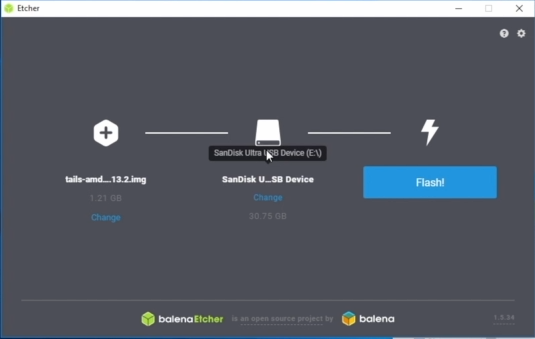 Etcher
SanDisk Ultra USB Device (E:\)
tails-amd....13.2.img
SanDisk U...SB Device
Flash!
1.21 GB
Change
Change
30.75 GB
balenaEtcher is an open source project by balena
1.5.34